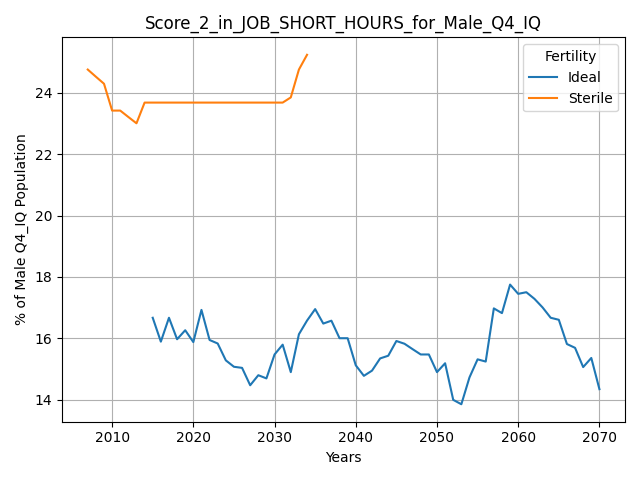 Score_2_in_JOB_SHORT_HOURS_for_Male_Q4_IQ
Fertility
Ideal
Sterile
% of Male Q4_IQ Population
24
22
20
18
16
14
2010 2020 2030 2040 2050 2060 2070
Years